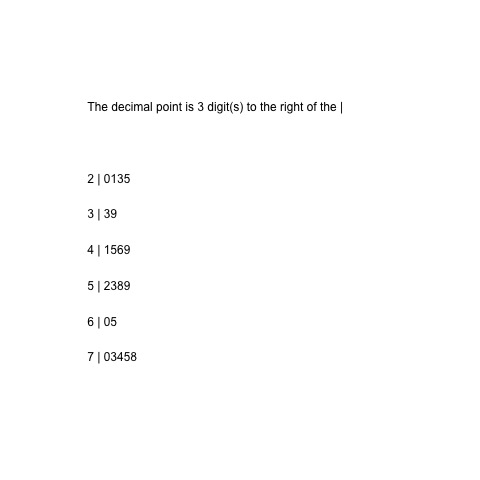 The decimal point is 3 digit(s) to the right of the |
2 | 0135
3 | 39
4 | 1569
5 | 2389
6 | 05
7 | 03458